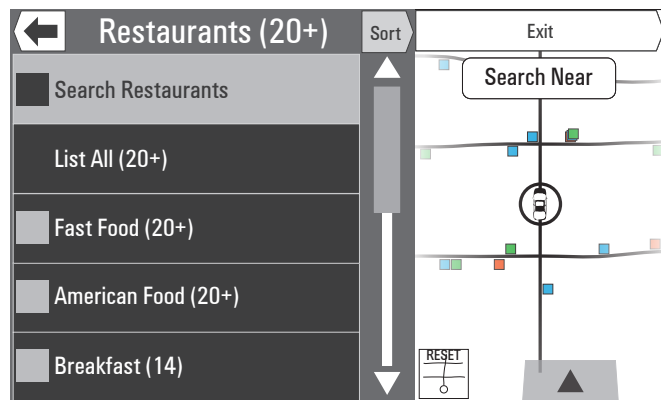 Restaurants (20+)
Sort
Exit
Search Restaurants
Search Near
List All (20+)
Fast Food (20+)
American Food (20+)
Breakfast (14)
RESET